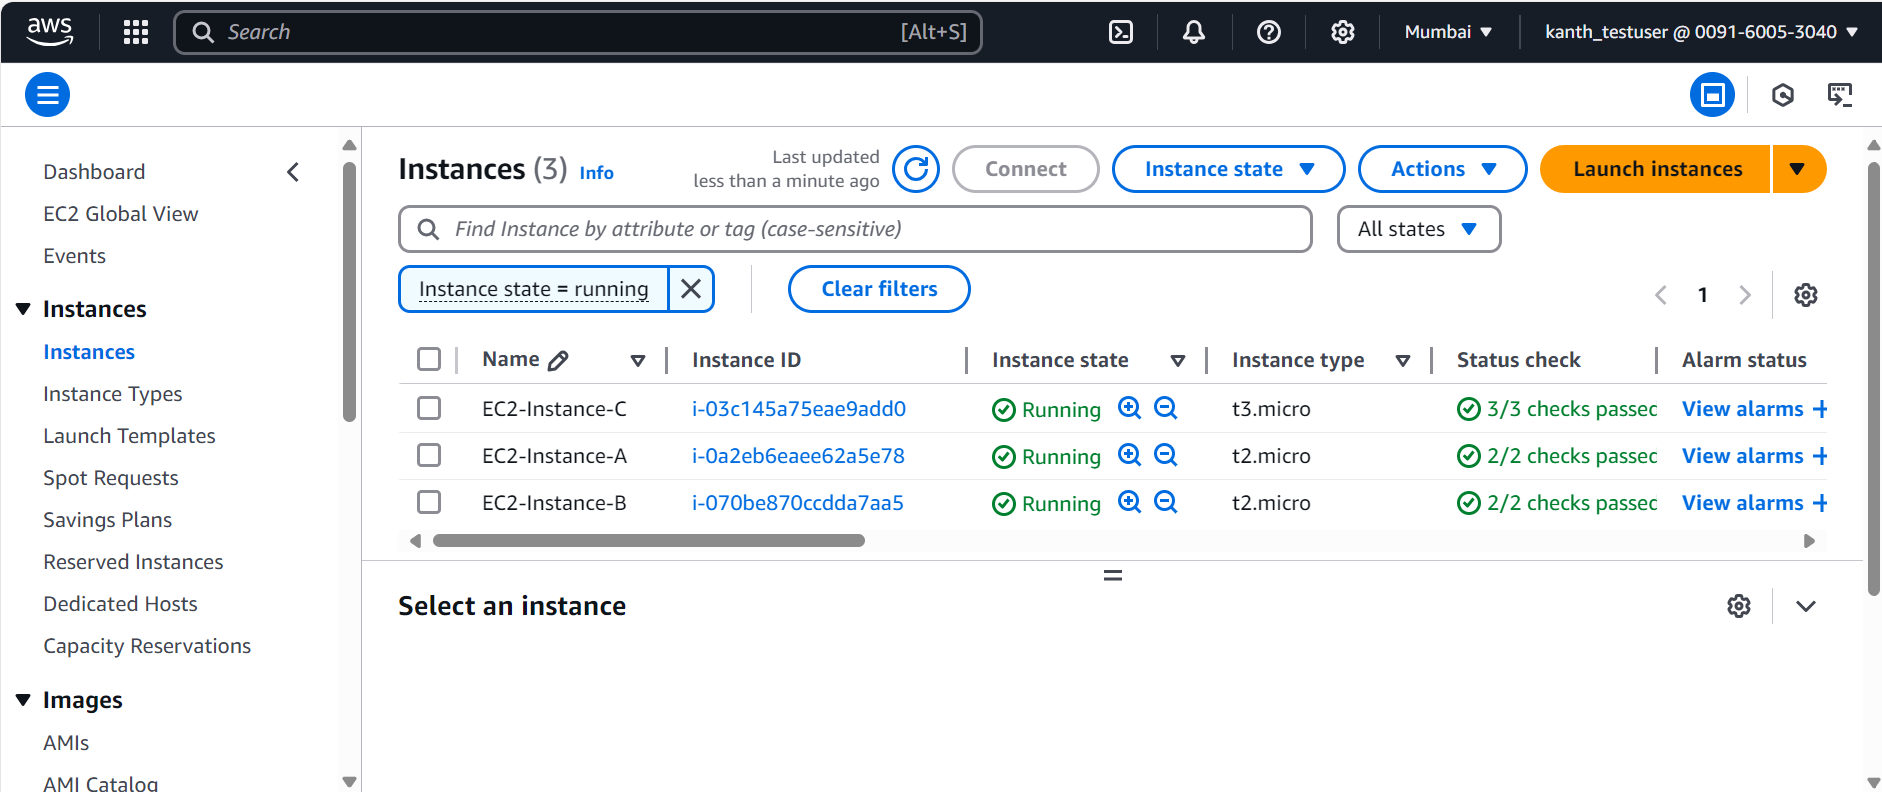 aws
Search [Alt+S] Mumbai kanth_testuser @ 0091-6005-3040
Dashboard
EC2 Global View
Events
Instances
Instances
Instance Types
Launch Templates
Spot Requests
Savings Plans
Reserved Instances
Dedicated Hosts
Capacity Reservations
Images
AMIs
AMI Catalog
Instances (3) Info
Last updated
less than a minute ago
Connect
Instance state
Actions
Launch instances
Find Instance by attribute or tag (case-sensitive)
All states
Instance state = running
Clear filters
1
Name Instance ID Instance state Instance type Status check Alarm status
EC2-Instance-C i-03c145a75eae9add0 Running t3.micro 3/3 checks passed View alarms +
EC2-Instance-A i-0a2eb6eaee62a5e78 Running t2.micro 2/2 checks passed View alarms +
EC2-Instance-B i-070be870ccdda7aa5 Running t2.micro 2/2 checks passed View alarms +
Select an instance